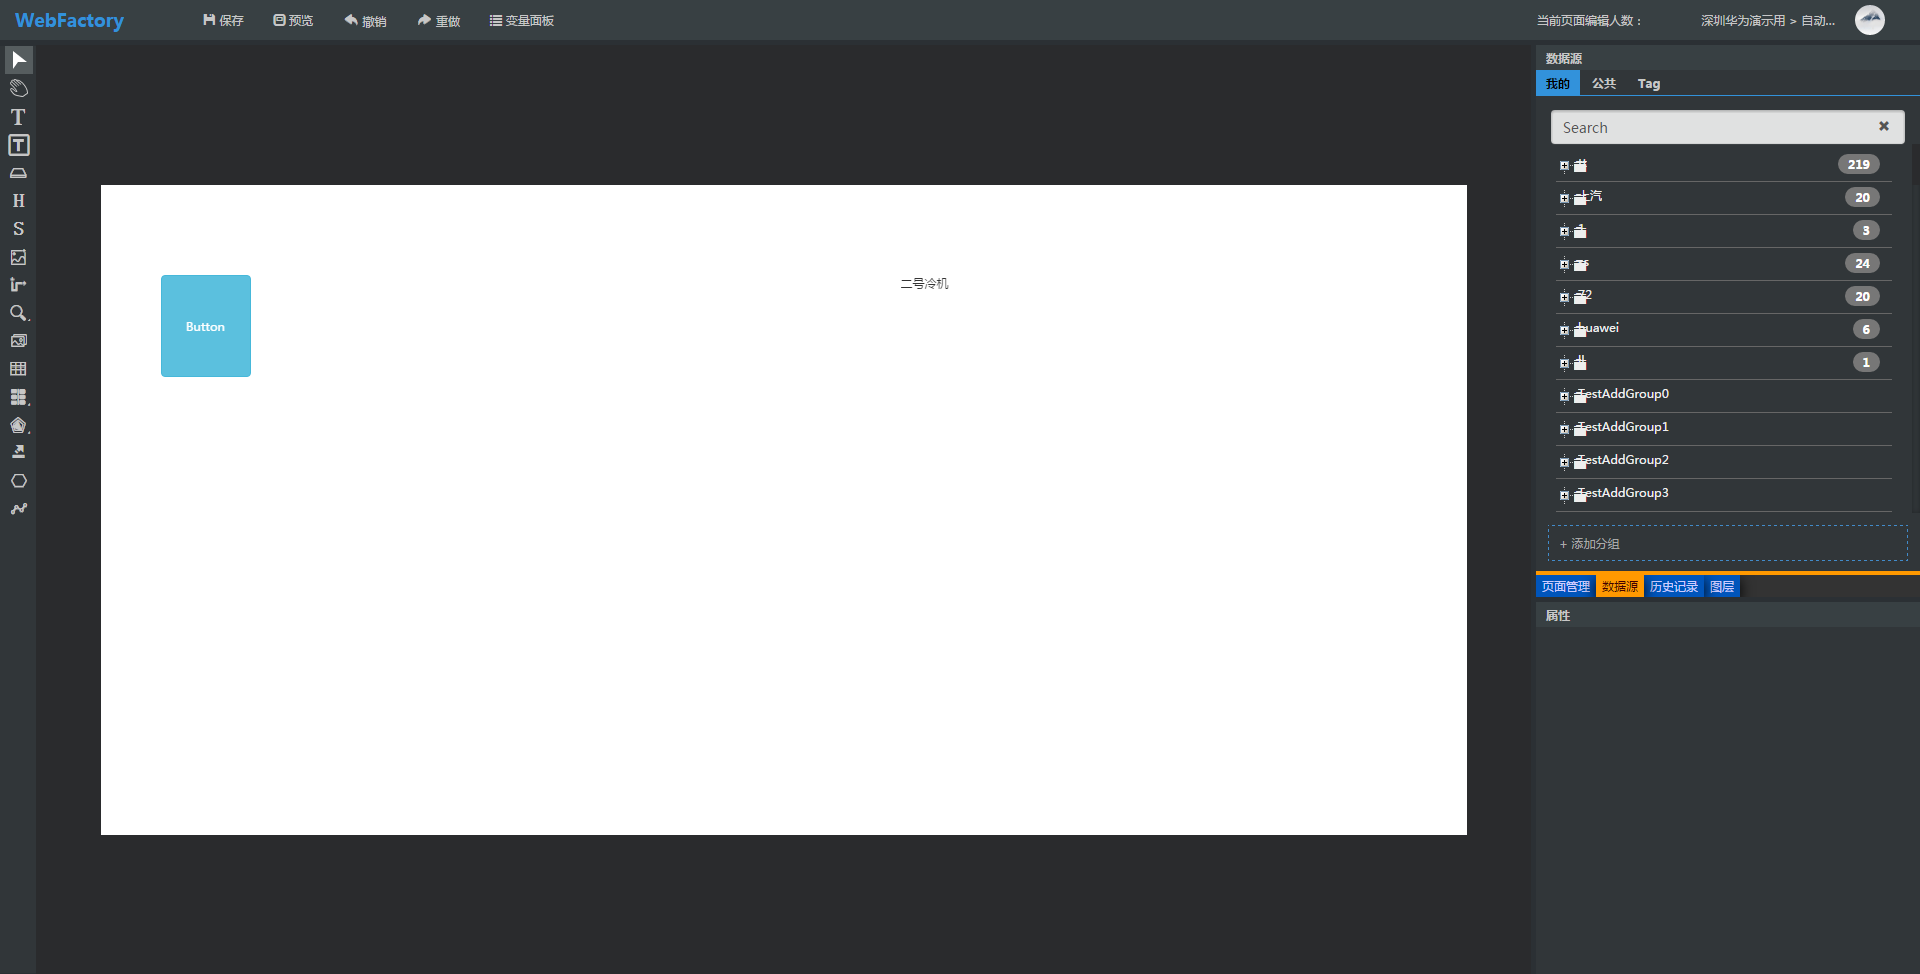 WebFactory 保存 预览 撤销 重做 变量面板 当前页面编辑人数： 深圳华为演示用 > 自动...
T
T
H
S
Button
二号冷机
数据源
我的 公共 Tag
Search
219
上汽 20
1 3
24
72 20
huawei 6
1
TestAddGroup0
TestAddGroup1
TestAddGroup2
TestAddGroup3
+ 添加分组
页面管理 数据源 历史记录 图层
属性